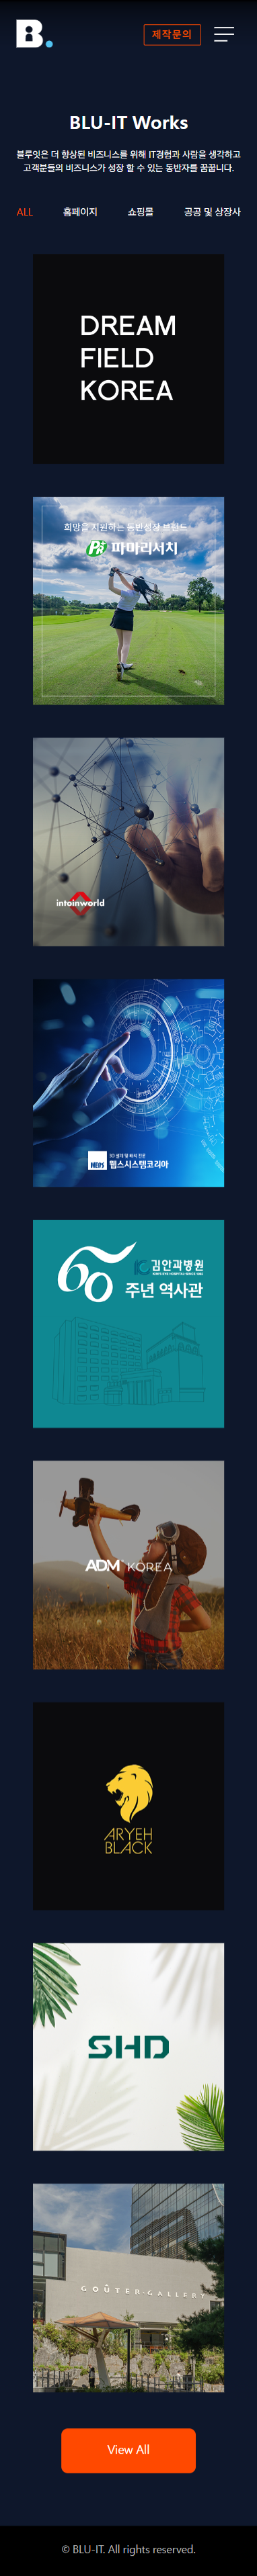 B.
제작문의
BLU-IT Works
블루잇은 더 향상된 비즈니스를 위해 IT경험과 사람을 생각하고
고객분들의 비즈니스가 성장 할 수 있는 동반자를 꿈꿉니다.
ALL 홈페이지 쇼핑몰 공공 및 상장사
DREAM
FIELD
KOREA
희망을 지원하는 동반성장 브랜드
파마리서치
intoinworld
NEBS
웹스시스템코리아
60
김안과병원
주년 역사관
ADM KOREA
ARYEH
BLACK
SHD
GOÛTER·GALLERY
View All
© BLU-IT. All rights reserved.